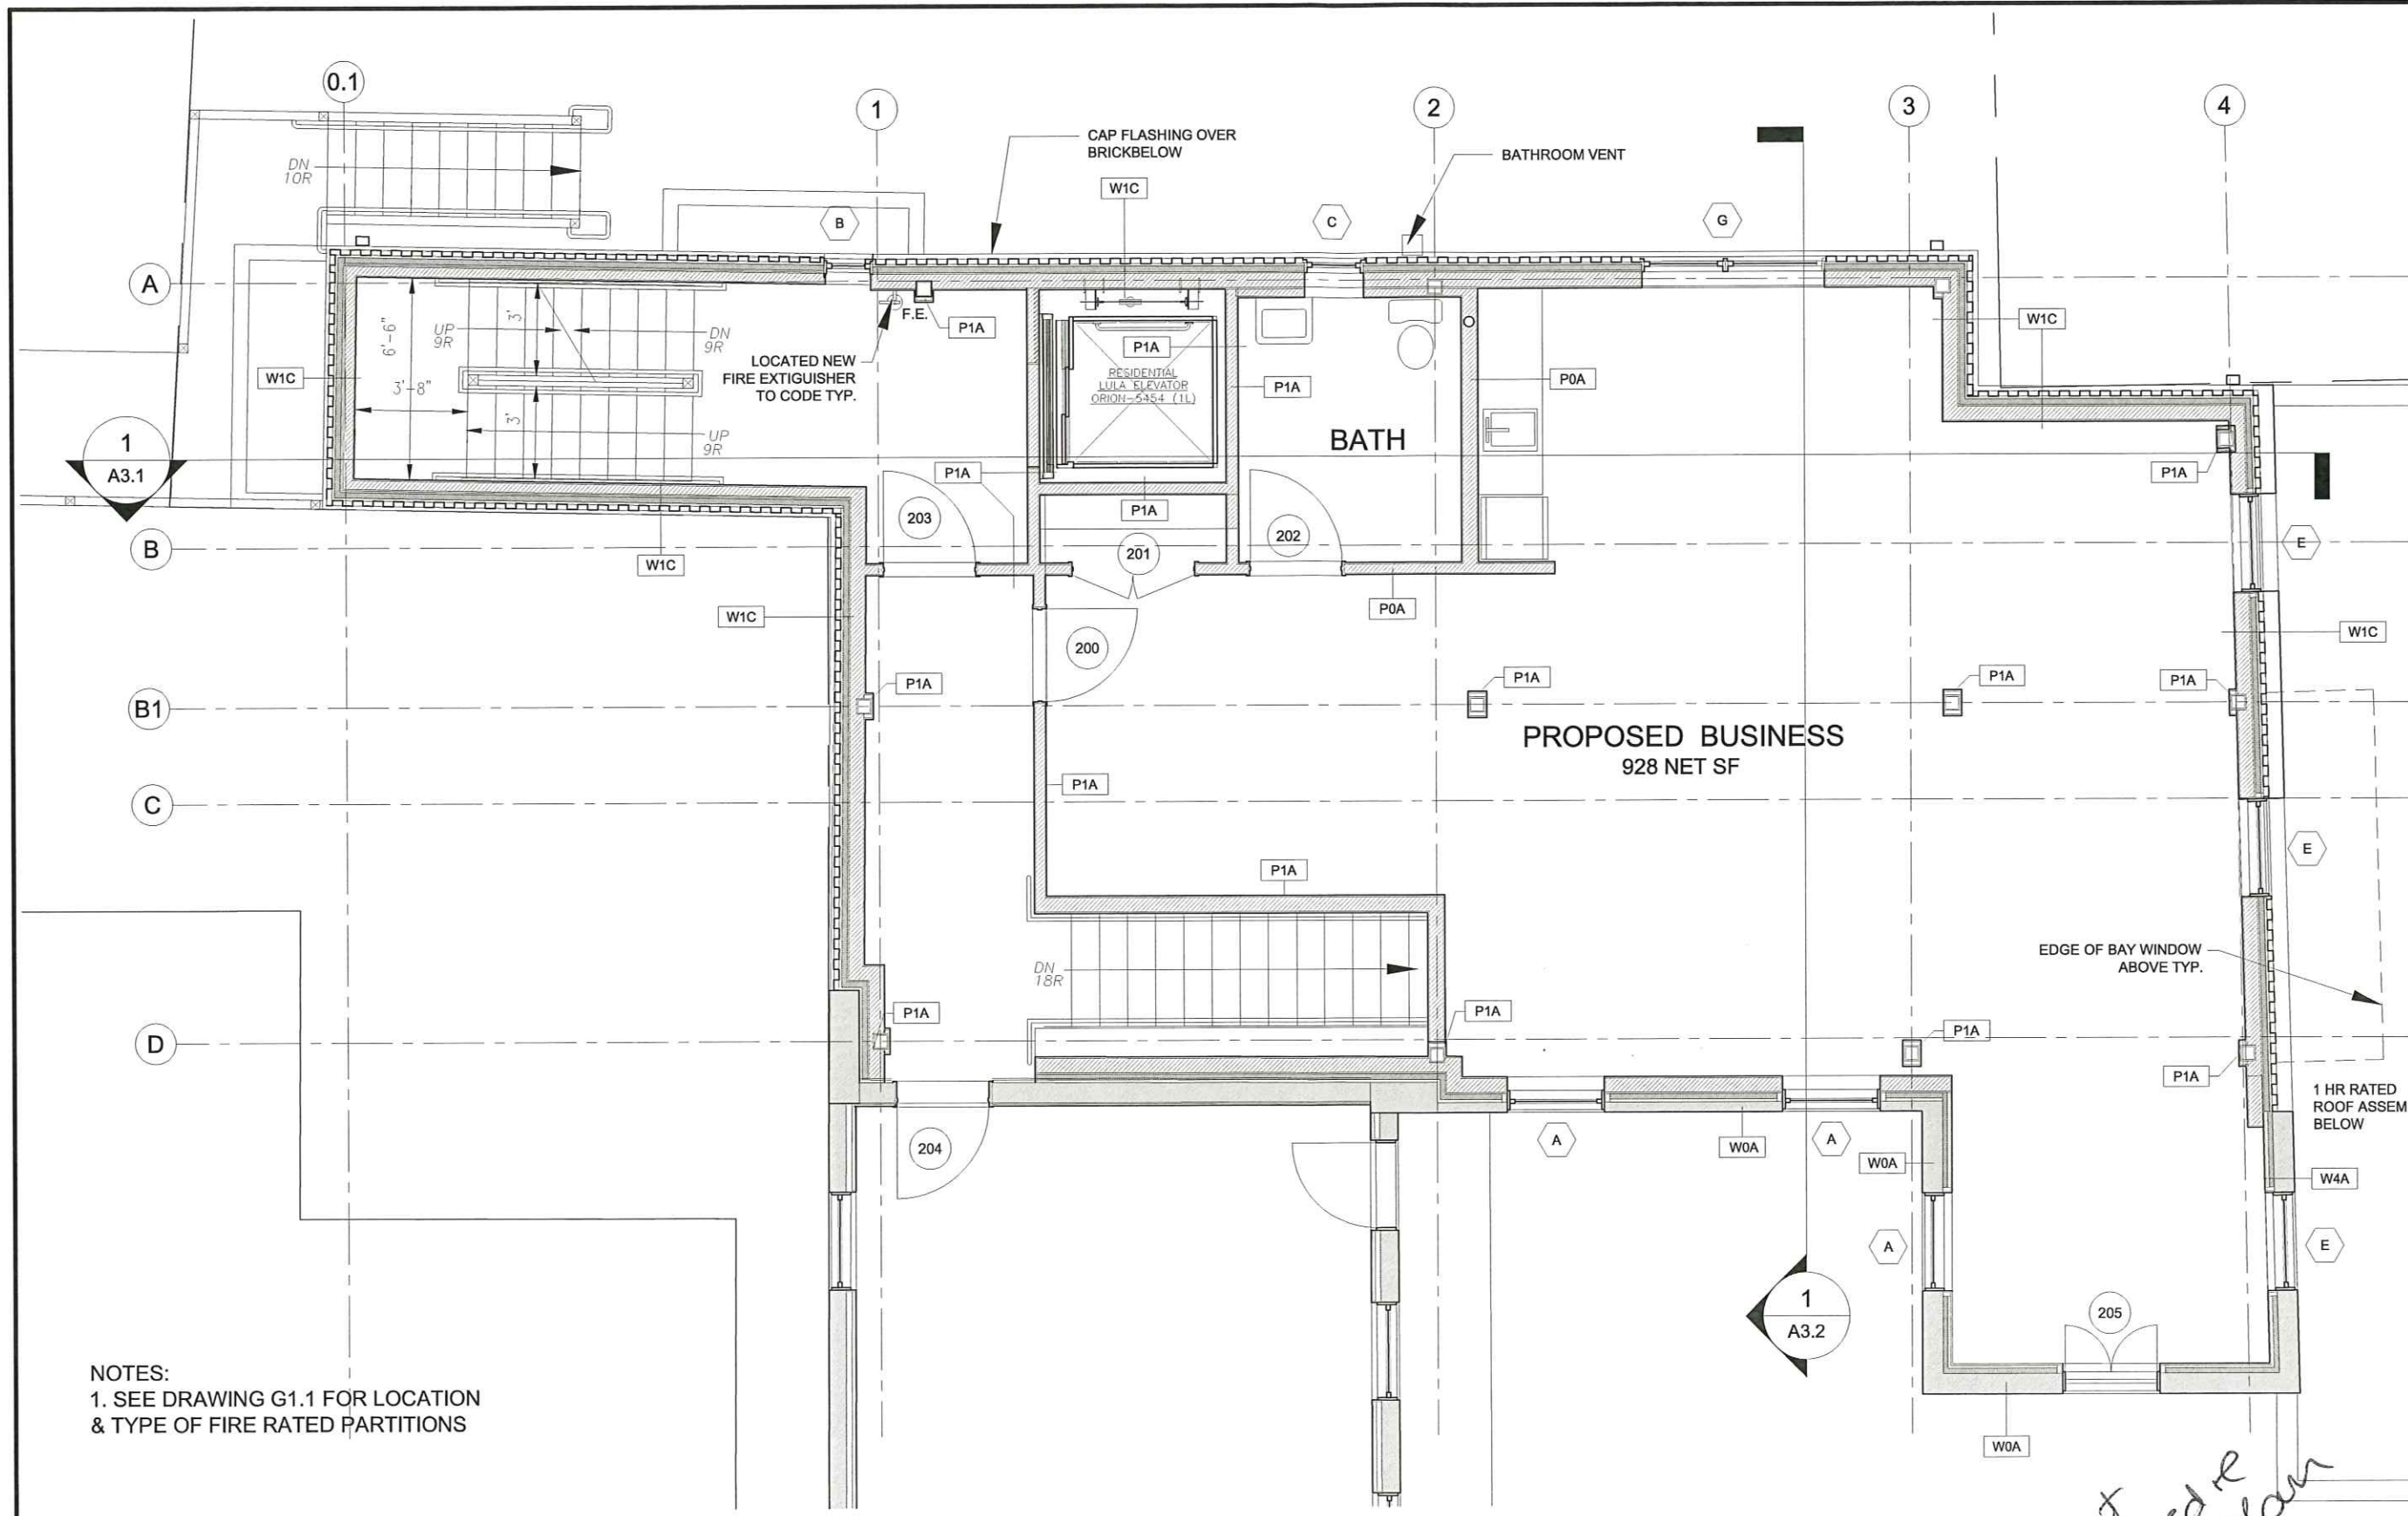 0.1
1
2
3
4
CAP FLASHING OVER
BRICKBELOW
BATHROOM VENT
DN
10R
W1C
B
C
G
A
6'-6"
3'
UP
9R
DN
9R
F.E.
P1A
LOCATED NEW
FIRE EXTIGUISHER
TO CODE TYP.
3'-8"
3'
W1C
UP
9R
RESIDENTIAL
LULA ELEVATOR
ORION-5454 (1L)
P1A
P1A
P0A
W1C
BATH
1
A3.1
P1A
P1A
P1A
203
201
202
B
E
W1C
W1C
P0A
200
W1C
B1
P1A
P1A
P1A
P1A
PROPOSED BUSINESS
928 NET SF
P1A
C
E
P1A
EDGE OF BAY WINDOW
ABOVE TYP.
DN
18R
P1A
P1A
P1A
D
P1A
1 HR RATED
ROOF ASSEM
BELOW
204
A
W0A
A
W0A
W4A
A
E
1
A3.2
205
NOTES:
1. SEE DRAWING G1.1 FOR LOCATION
& TYPE OF FIRE RATED PARTITIONS
W0A